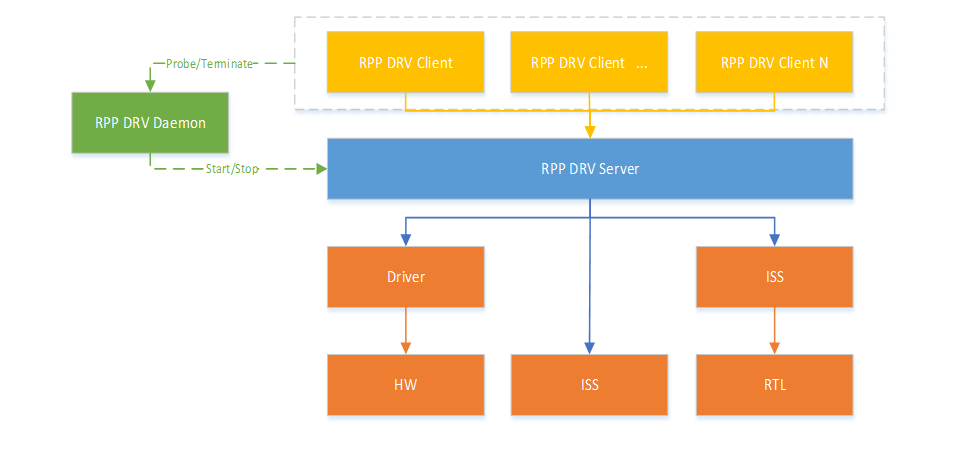 RPP DRV Client
RPP DRV Client ...
RPP DRV Client N
Probe/Terminate
RPP DRV Daemon
Start/Stop
RPP DRV Server
Driver
ISS
HW
ISS
RTL